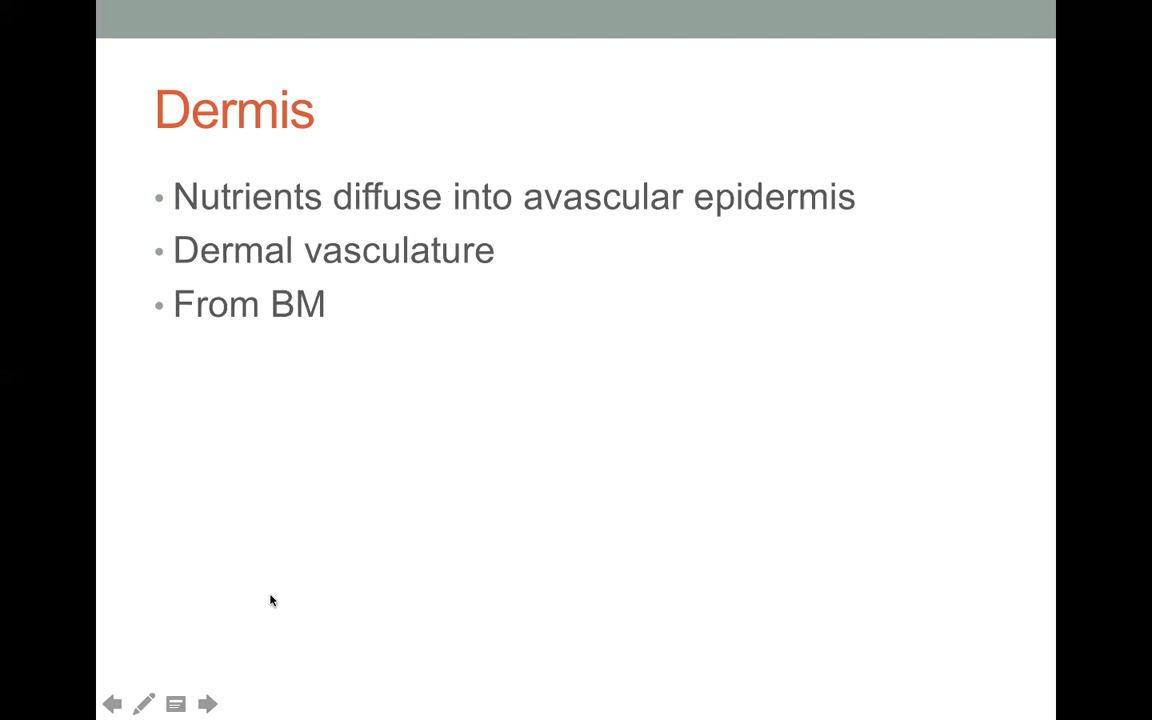 Dermis
• Nutrients diffuse into avascular epidermis
• Dermal vasculature
• From BM